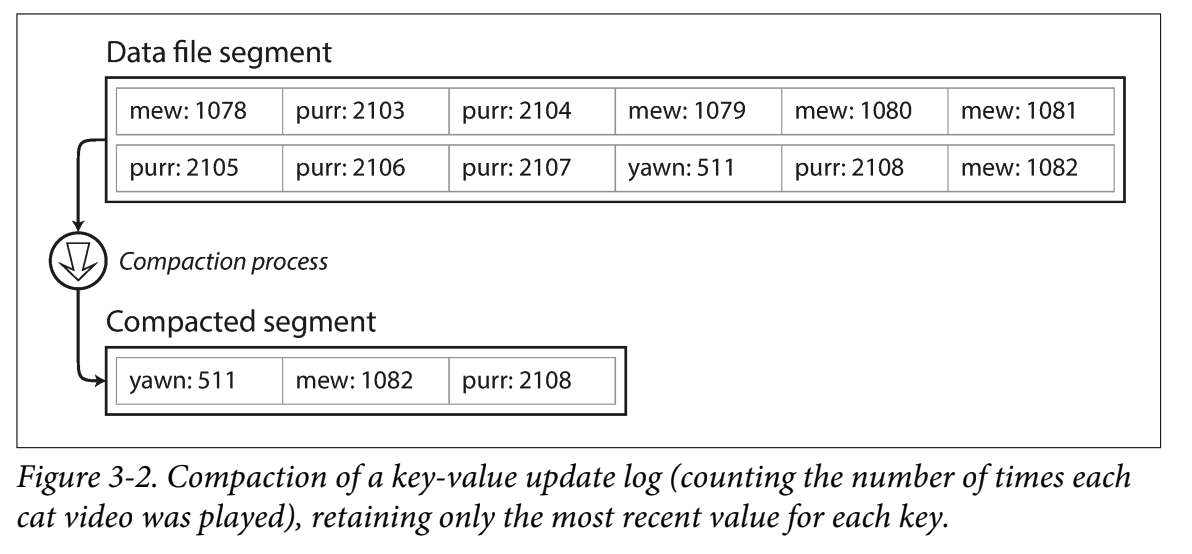 Data file segment
mew: 1078 purr: 2103 purr: 2104 mew: 1079 mew: 1080 mew: 1081
purr: 2105 purr: 2106 purr: 2107 yawn: 511 purr: 2108 mew: 1082
Compaction process
Compacted segment
yawn: 511 mew: 1082 purr: 2108
Figure 3-2. Compaction of a key-value update log (counting the number of times each
cat video was played), retaining only the most recent value for each key.